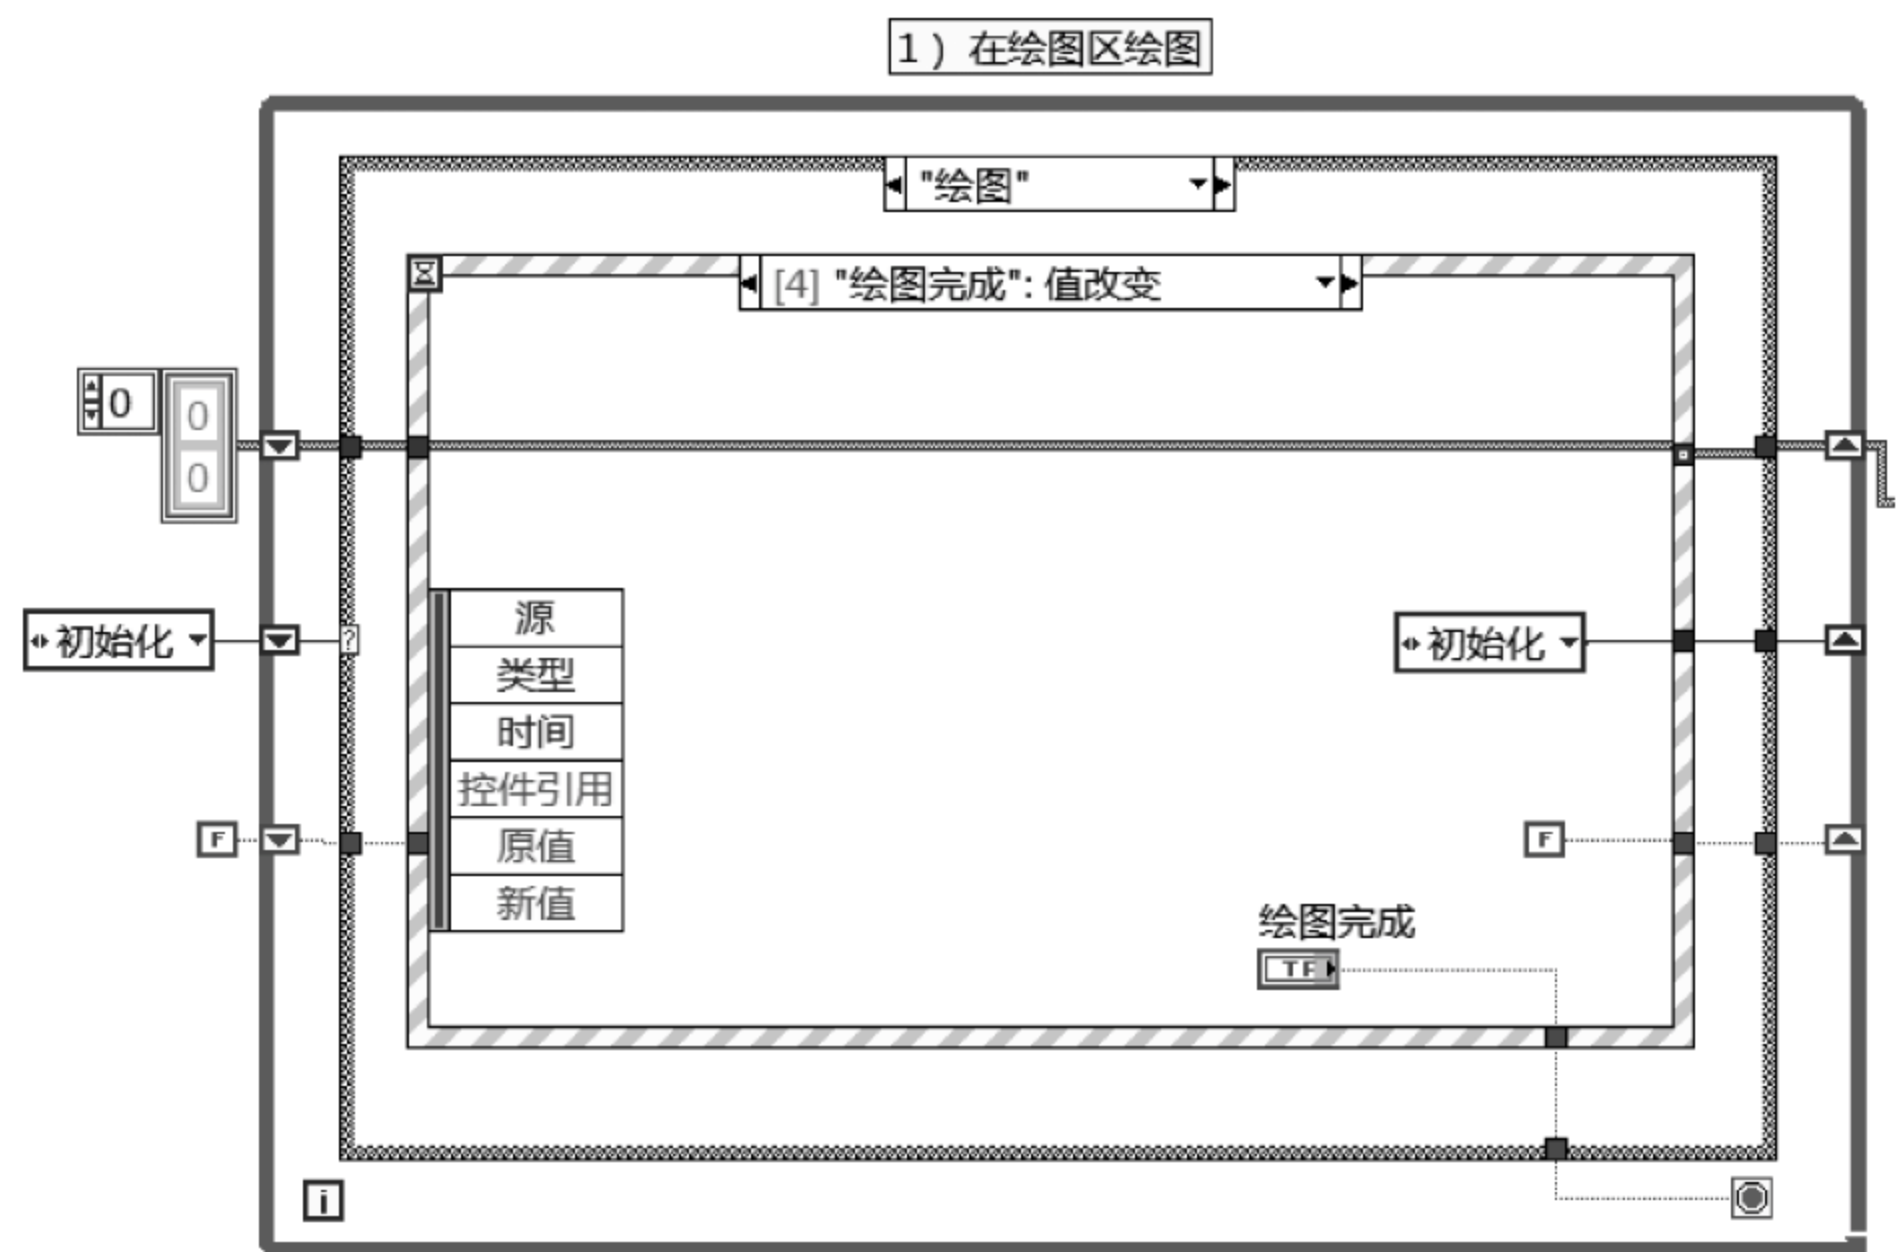 1）在绘图区绘图
"绘图"
[4] "绘图完成": 值改变
0
0
0
初始化
?
源
类型
时间
控件引用
原值
新值
初始化
F
F
绘图完成
TF
i